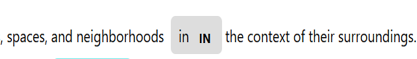 , spaces, and neighborhoods in IN the context of their surroundings.